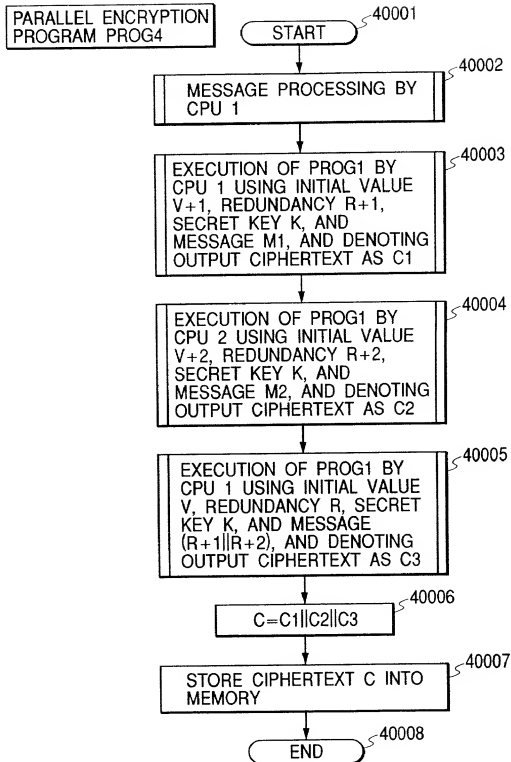 PARALLEL ENCRYPTION
PROGRAM PROG4
40001
START
40002
MESSAGE PROCESSING BY
CPU 1
40003
EXECUTION OF PROG1 BY
CPU 1 USING INITIAL VALUE
V+1, REDUNDANCY R+1,
SECRET KEY K, AND
MESSAGE M1, AND DENOTING
OUTPUT CIPHERTEXT AS C1
40004
EXECUTION OF PROG1 BY
CPU 2 USING INITIAL VALUE
V+2, REDUNDANCY R+2,
SECRET KEY K, AND
MESSAGE M2, AND DENOTING
OUTPUT CIPHERTEXT AS C2
40005
EXECUTION OF PROG1 BY
CPU 1 USING INITIAL VALUE
V, REDUNDANCY R, SECRET
KEY K, AND MESSAGE
(R+1||R+2), AND DENOTING
OUTPUT CIPHERTEXT AS C3
40006
C=C1||C2||C3
40007
STORE CIPHERTEXT C INTO
MEMORY
40008
END